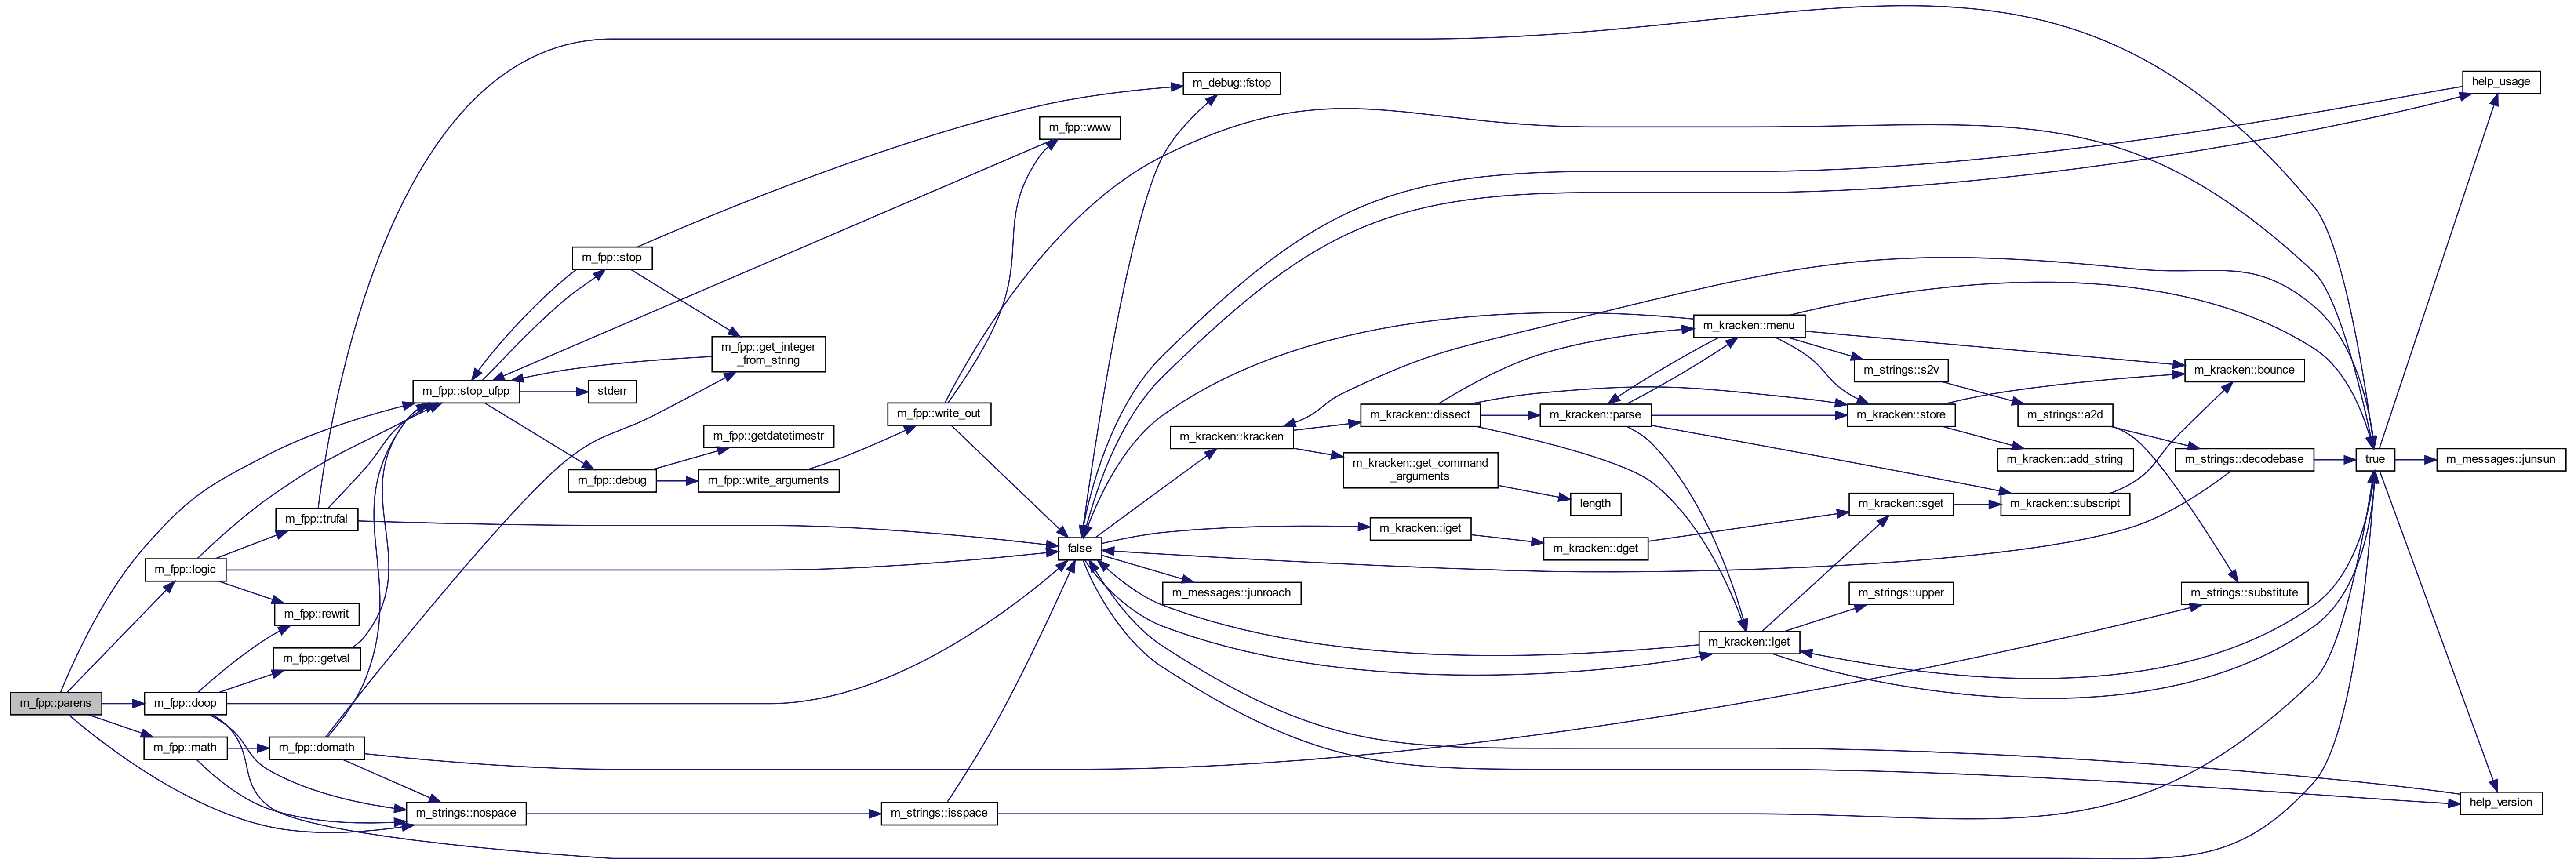 help_usage
m_debug::fstop
m_fpp::www
m_fpp::stop
m_kracken::menu
m_fpp::get_integer
_from_string
m_strings::s2v
m_kracken::bounce
m_fpp::stop_ufpp
stderr
m_fpp::write_out
m_kracken::dissect
m_kracken::parse
m_kracken::store
m_strings::a2d
m_fpp::getdatetimestr
m_kracken::kracken
m_kracken::add_string
m_strings::decodebase
true
m_messages::junsun
m_kracken::get_command
_arguments
m_fpp::debug
m_fpp::write_arguments
length
m_kracken::sget
m_kracken::subscript
m_fpp::trufal
m_kracken::iget
false
m_kracken::dget
m_fpp::logic
m_messages::junroach
m_strings::upper
m_strings::substitute
m_fpp::rewrit
m_kracken::lget
m_fpp::getval
m_fpp::parens
m_fpp::doop
m_fpp::math
m_fpp::domath
m_strings::nospace
m_strings::isspace
help_version